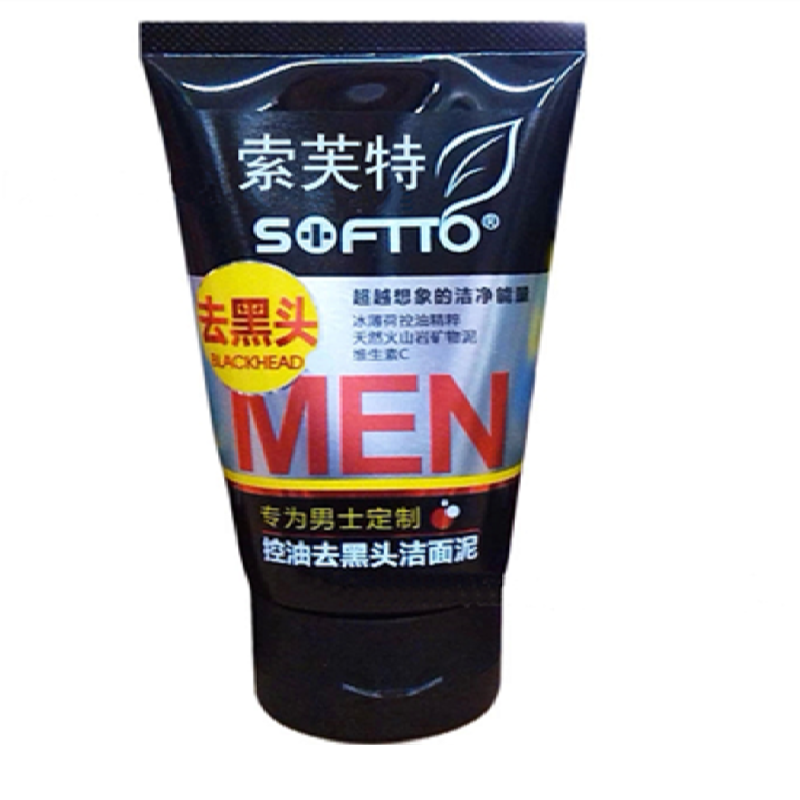 索芙特
SOFTTO®
去黑头
BLACKHEAD
超越想象的洁净能量
冰薄荷控油精粹
天然火山岩矿物泥
维生素C
MEN
专为男士定制
控油去黑头洁面泥